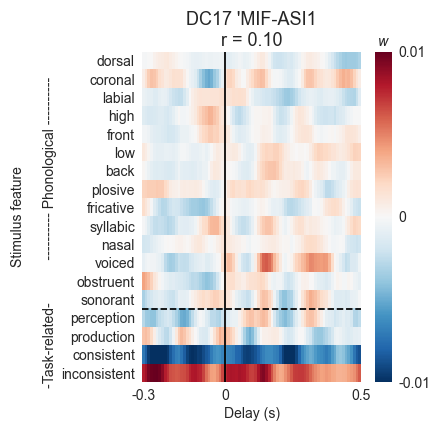 DC17 'MIF-ASI1
r = 0.10
w
dorsal
coronal
labial
high
front
low
back
plosive
fricative
syllabic
nasal
voiced
obstruent
sonorant
perception
production
consistent
inconsistent
Stimulus feature
-Task-related- ----------- Phonological -----------
-0.3 0 0.5
Delay (s)
0.01
0
-0.01